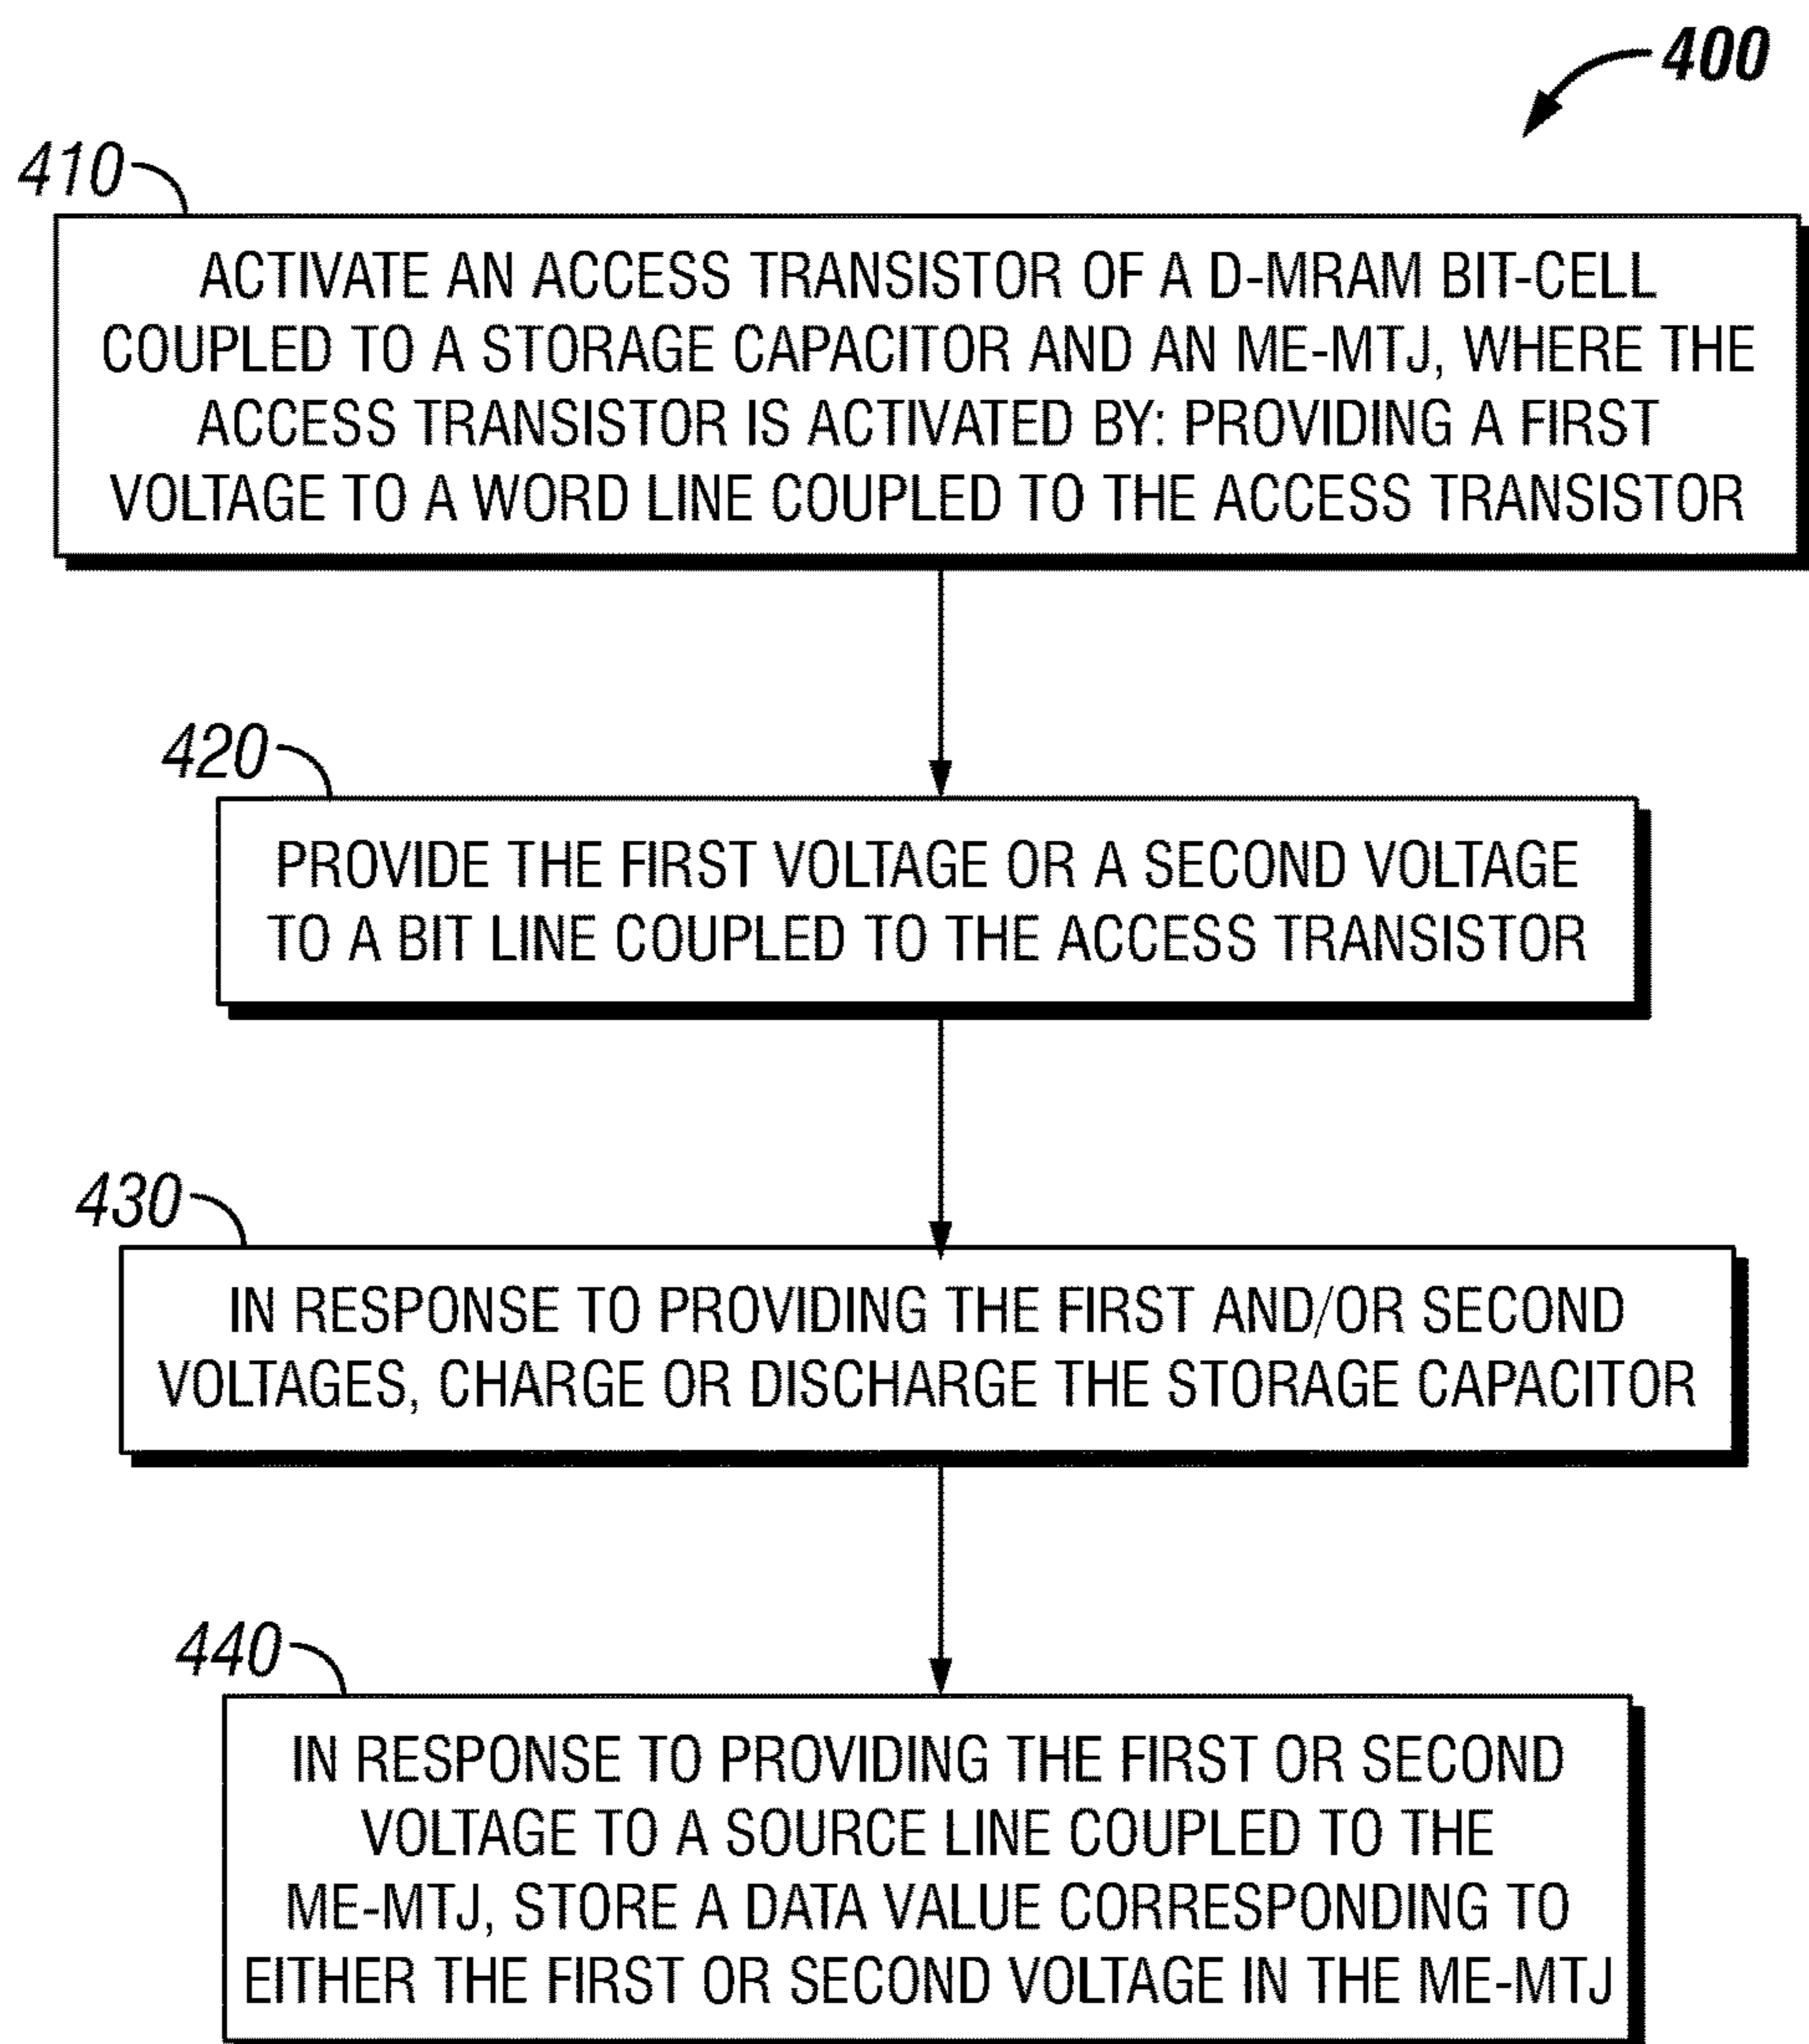 400
410
ACTIVATE AN ACCESS TRANSISTOR OF A D-MRAM BIT-CELL
COUPLED TO A STORAGE CAPACITOR AND AN ME-MTJ, WHERE THE
ACCESS TRANSISTOR IS ACTIVATED BY: PROVIDING A FIRST
VOLTAGE TO A WORD LINE COUPLED TO THE ACCESS TRANSISTOR
420
PROVIDE THE FIRST VOLTAGE OR A SECOND VOLTAGE
TO A BIT LINE COUPLED TO THE ACCESS TRANSISTOR
430
IN RESPONSE TO PROVIDING THE FIRST AND/OR SECOND
VOLTAGES, CHARGE OR DISCHARGE THE STORAGE CAPACITOR
440
IN RESPONSE TO PROVIDING THE FIRST OR SECOND
VOLTAGE TO A SOURCE LINE COUPLED TO THE
ME-MTJ, STORE A DATA VALUE CORRESPONDING TO
EITHER THE FIRST OR SECOND VOLTAGE IN THE ME-MTJ